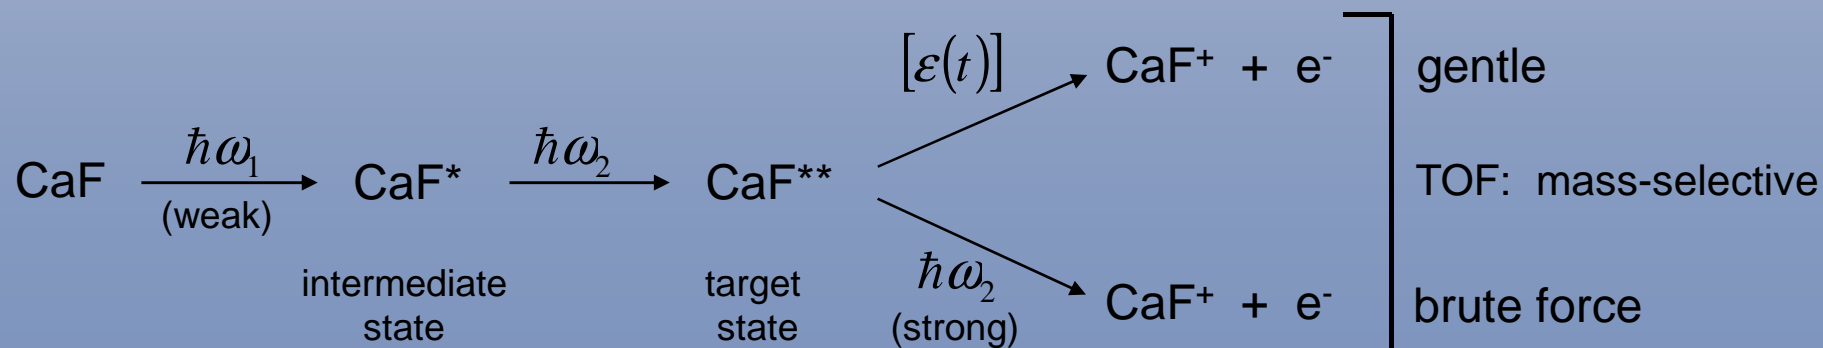 [ε(t)] CaF⁺ + e⁻ gentle
CaF ħω₁ CaF* ħω₂ CaF** TOF: mass-selective
(weak)
intermediate target ħω₂ CaF⁺ + e⁻ brute force
state state (strong)